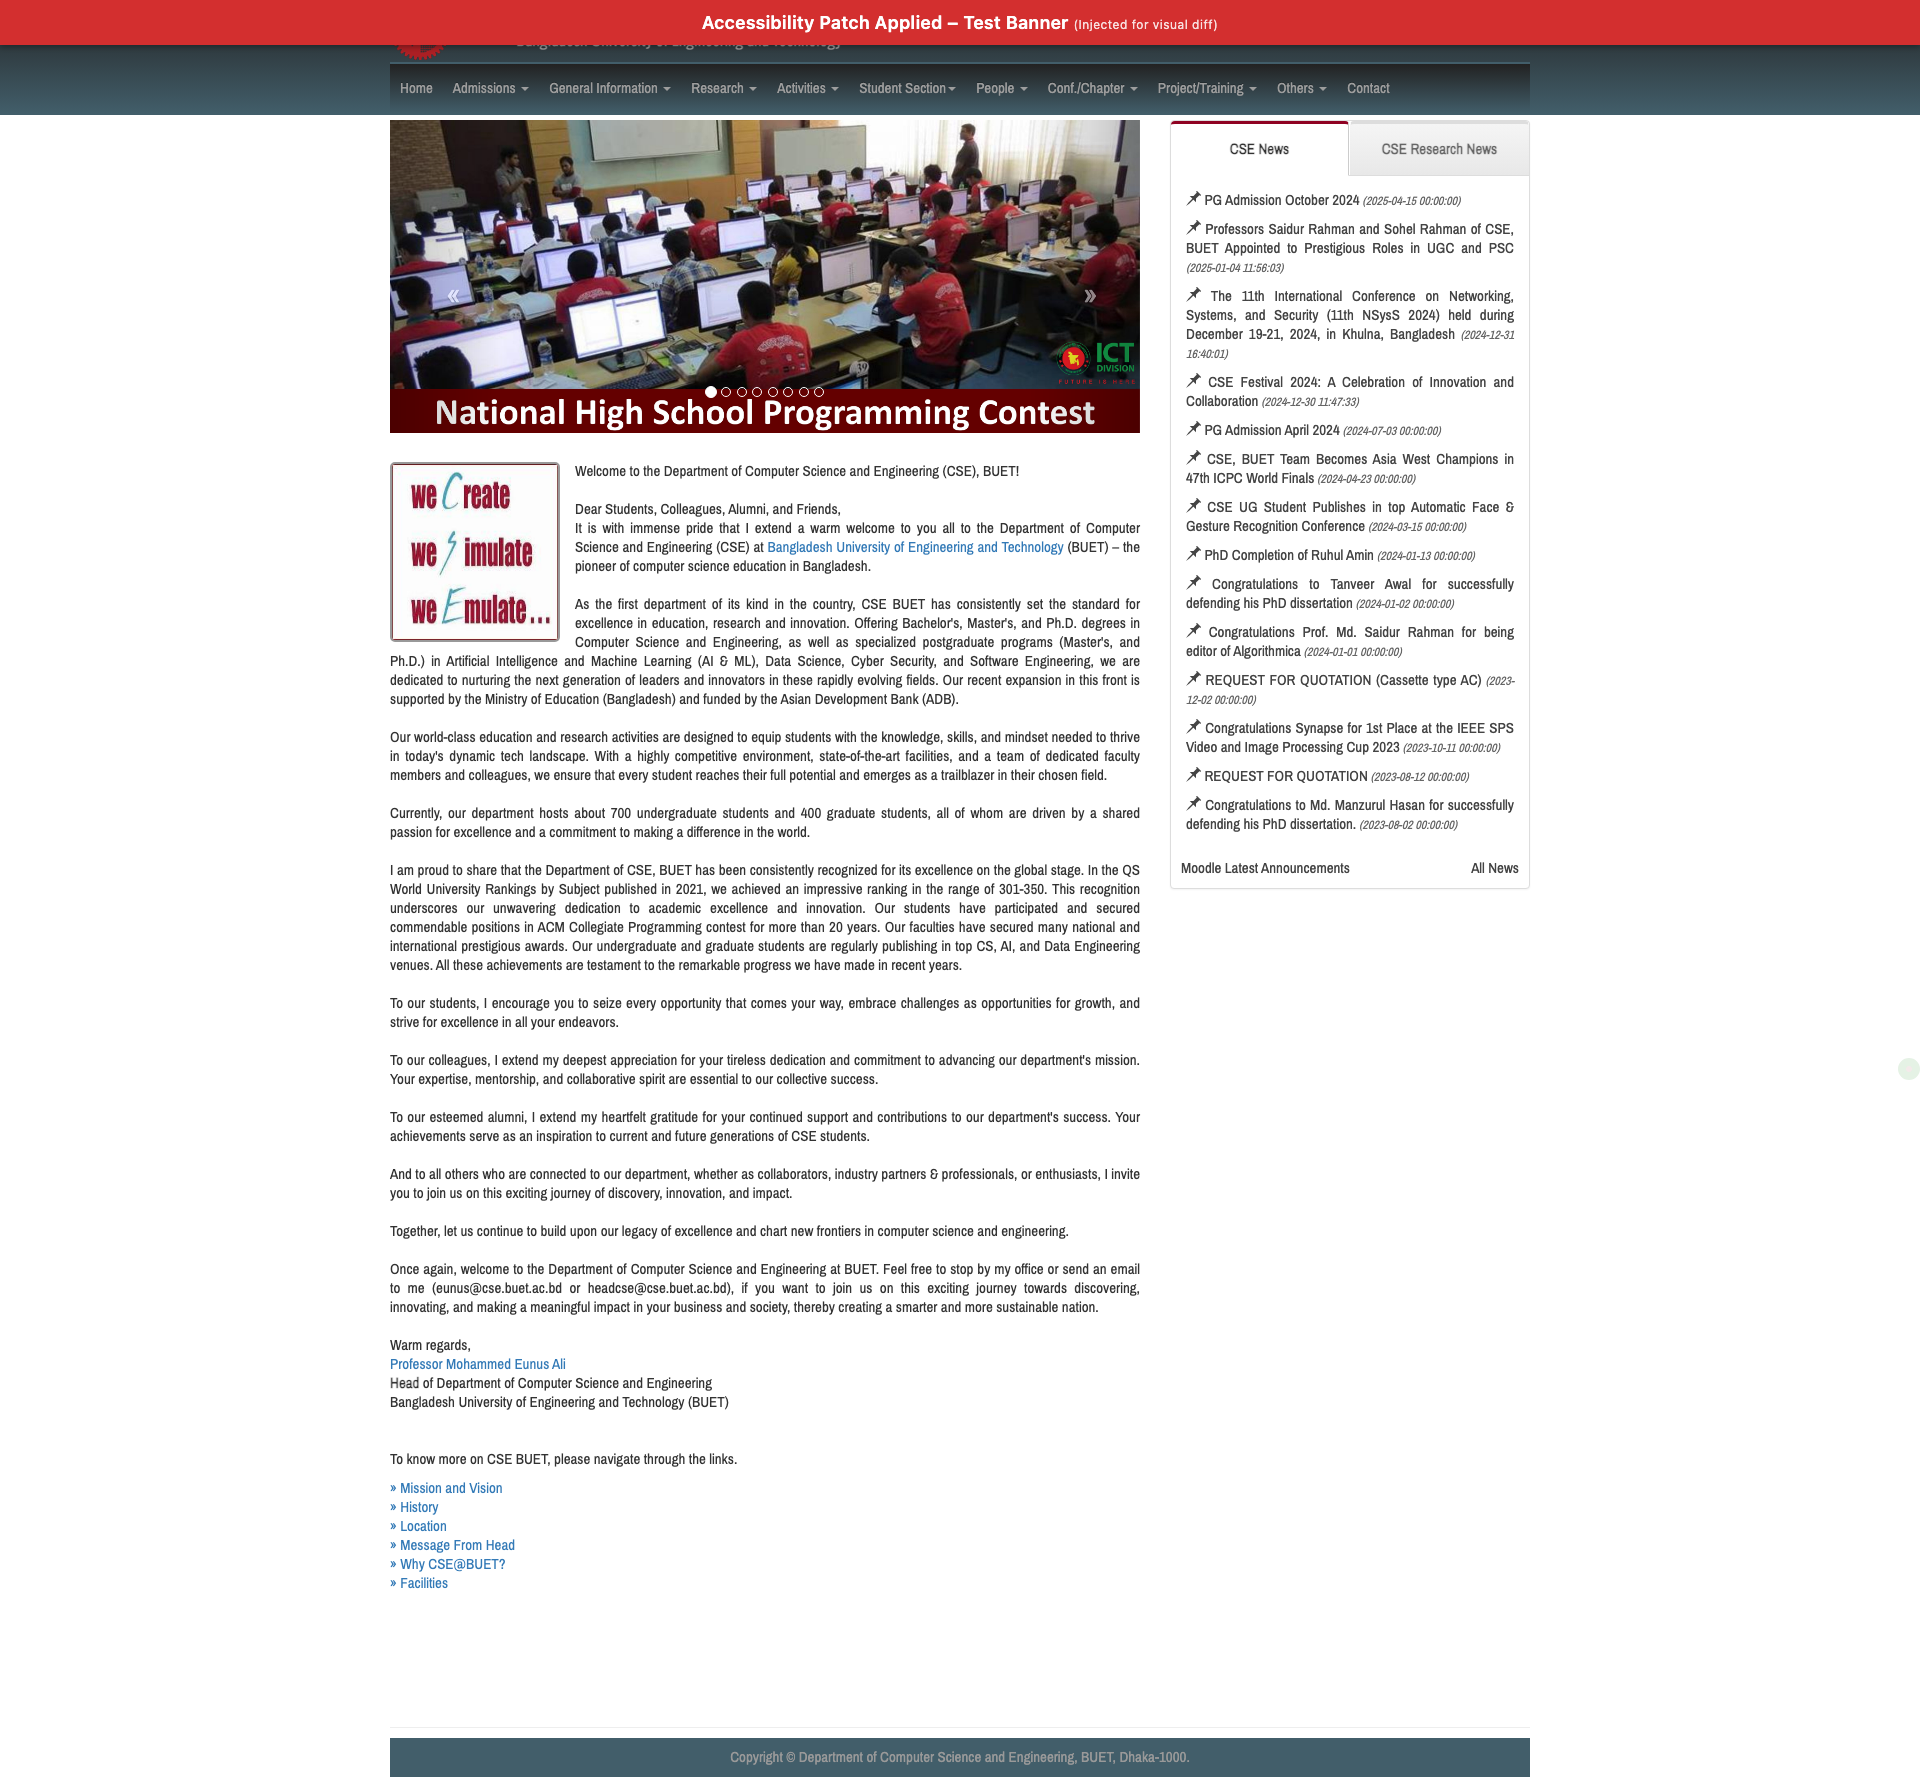 Accessibility Patch Applied – Test Banner (Injected for visual diff)
Bangladesh University of Engineering and Technology
Home Admissions General Information Research Activities Student Section People Conf./Chapter Project/Training Others Contact
« »
ICT
DIVISION
FUTURE IS HERE
National High School Programming Contest
we Create
we Simulate
we Emulate...
Welcome to the Department of Computer Science and Engineering (CSE), BUET!
Dear Students, Colleagues, Alumni, and Friends,
It is with immense pride that I extend a warm welcome to you all to the Department of Computer
Science and Engineering (CSE) at Bangladesh University of Engineering and Technology (BUET) – the
pioneer of computer science education in Bangladesh.
As the first department of its kind in the country, CSE BUET has consistently set the standard for
excellence in education, research and innovation. Offering Bachelor's, Master's, and Ph.D. degrees in
Computer Science and Engineering, as well as specialized postgraduate programs (Master's, and
Ph.D.) in Artificial Intelligence and Machine Learning (AI & ML), Data Science, Cyber Security, and Software Engineering, we are
dedicated to nurturing the next generation of leaders and innovators in these rapidly evolving fields. Our recent expansion in this front is
supported by the Ministry of Education (Bangladesh) and funded by the Asian Development Bank (ADB).
Our world-class education and research activities are designed to equip students with the knowledge, skills, and mindset needed to thrive
in today's dynamic tech landscape. With a highly competitive environment, state-of-the-art facilities, and a team of dedicated faculty
members and colleagues, we ensure that every student reaches their full potential and emerges as a trailblazer in their chosen field.
Currently, our department hosts about 700 undergraduate students and 400 graduate students, all of whom are driven by a shared
passion for excellence and a commitment to making a difference in the world.
I am proud to share that the Department of CSE, BUET has been consistently recognized for its excellence on the global stage. In the QS
World University Rankings by Subject published in 2021, we achieved an impressive ranking in the range of 301-350. This recognition
underscores our unwavering dedication to academic excellence and innovation. Our students have participated and secured
commendable positions in ACM Collegiate Programming contest for more than 20 years. Our faculties have secured many national and
international prestigious awards. Our undergraduate and graduate students are regularly publishing in top CS, AI, and Data Engineering
venues. All these achievements are testament to the remarkable progress we have made in recent years.
To our students, I encourage you to seize every opportunity that comes your way, embrace challenges as opportunities for growth, and
strive for excellence in all your endeavors.
To our colleagues, I extend my deepest appreciation for your tireless dedication and commitment to advancing our department's mission.
Your expertise, mentorship, and collaborative spirit are essential to our collective success.
To our esteemed alumni, I extend my heartfelt gratitude for your continued support and contributions to our department's success. Your
achievements serve as an inspiration to current and future generations of CSE students.
And to all others who are connected to our department, whether as collaborators, industry partners & professionals, or enthusiasts, I invite
you to join us on this exciting journey of discovery, innovation, and impact.
Together, let us continue to build upon our legacy of excellence and chart new frontiers in computer science and engineering.
Once again, welcome to the Department of Computer Science and Engineering at BUET. Feel free to stop by my office or send an email
to me (eunus@cse.buet.ac.bd or headcse@cse.buet.ac.bd), if you want to join us on this exciting journey towards discovering,
innovating, and making a meaningful impact in your business and society, thereby creating a smarter and more sustainable nation.
Warm regards,
Professor Mohammed Eunus Ali
Head of Department of Computer Science and Engineering
Bangladesh University of Engineering and Technology (BUET)
To know more on CSE BUET, please navigate through the links.
» Mission and Vision
» History
» Location
» Message From Head
» Why CSE@BUET?
» Facilities
CSE News CSE Research News
PG Admission October 2024 (2025-04-15 00:00:00)
Professors Saidur Rahman and Sohel Rahman of CSE,
BUET Appointed to Prestigious Roles in UGC and PSC
(2025-01-04 11:56:03)
The 11th International Conference on Networking,
Systems, and Security (11th NSysS 2024) held during
December 19-21, 2024, in Khulna, Bangladesh (2024-12-31
16:40:01)
CSE Festival 2024: A Celebration of Innovation and
Collaboration (2024-12-30 11:47:33)
PG Admission April 2024 (2024-07-03 00:00:00)
CSE, BUET Team Becomes Asia West Champions in
47th ICPC World Finals (2024-04-23 00:00:00)
CSE UG Student Publishes in top Automatic Face &
Gesture Recognition Conference (2024-03-15 00:00:00)
PhD Completion of Ruhul Amin (2024-01-13 00:00:00)
Congratulations to Tanveer Awal for successfully
defending his PhD dissertation (2024-01-02 00:00:00)
Congratulations Prof. Md. Saidur Rahman for being
editor of Algorithmica (2024-01-01 00:00:00)
REQUEST FOR QUOTATION (Cassette type AC) (2023-
12-02 00:00:00)
Congratulations Synapse for 1st Place at the IEEE SPS
Video and Image Processing Cup 2023 (2023-10-11 00:00:00)
REQUEST FOR QUOTATION (2023-08-12 00:00:00)
Congratulations to Md. Manzurul Hasan for successfully
defending his PhD dissertation. (2023-08-02 00:00:00)
Moodle Latest Announcements All News
Copyright © Department of Computer Science and Engineering, BUET, Dhaka-1000.